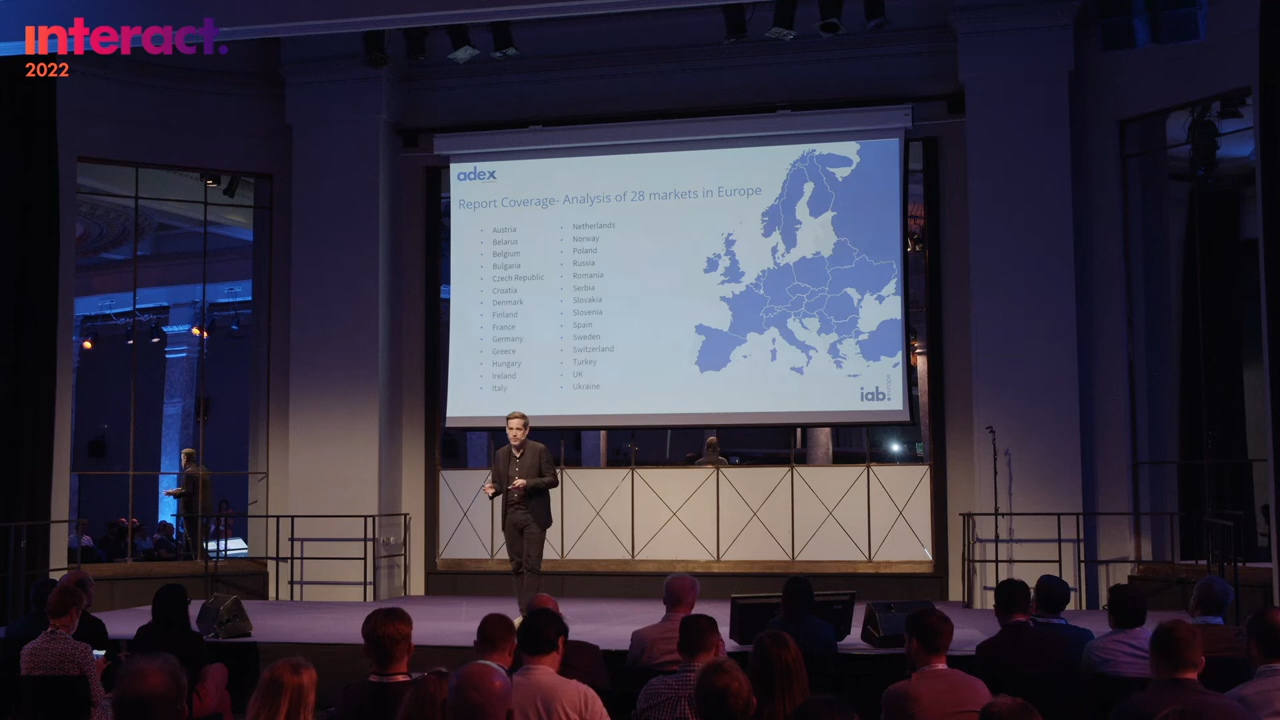 interact.
2022
adex
Report Coverage- Analysis of 28 markets in Europe
Austria
Belarus
Belgium
Bulgaria
Czech Republic
Croatia
Denmark
Finland
France
Germany
Greece
Hungary
Ireland
Italy
Netherlands
Norway
Poland
Russia
Romania
Serbia
Slovakia
Slovenia
Spain
Sweden
Switzerland
Turkey
UK
Ukraine
iab.
europe